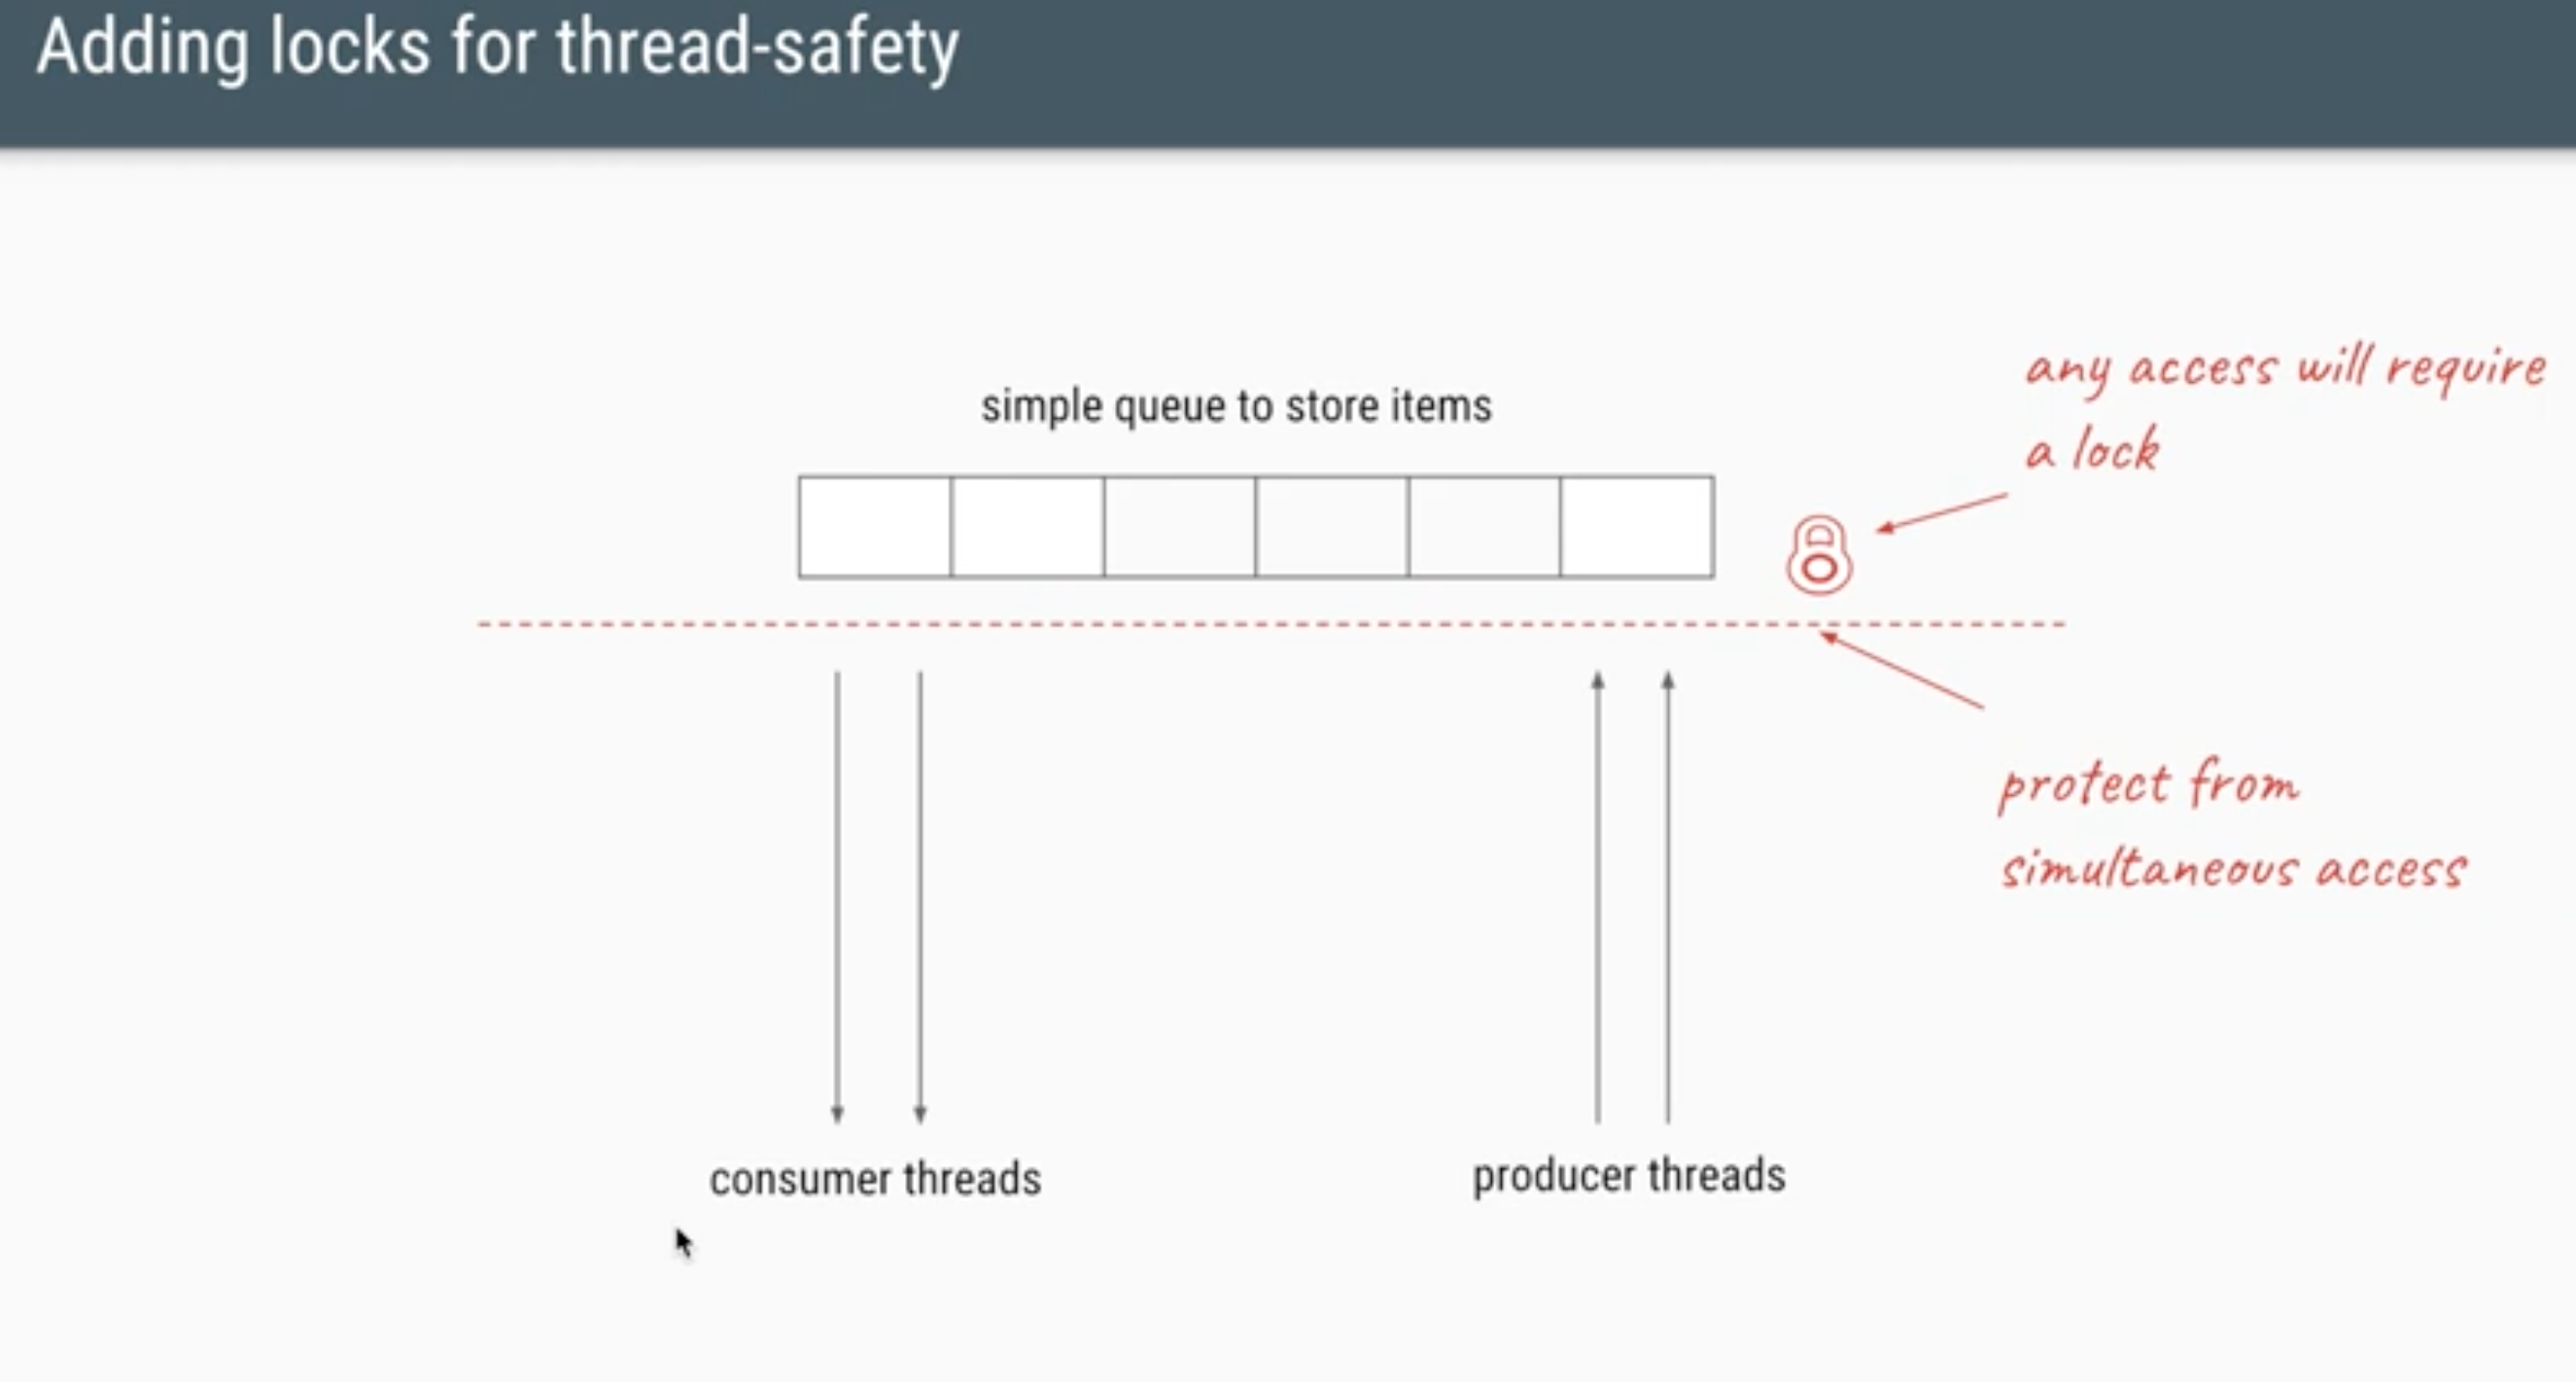 Adding locks for thread-safety
simple queue to store items
any access will require
a lock
protect from
simultaneous access
consumer threads
producer threads